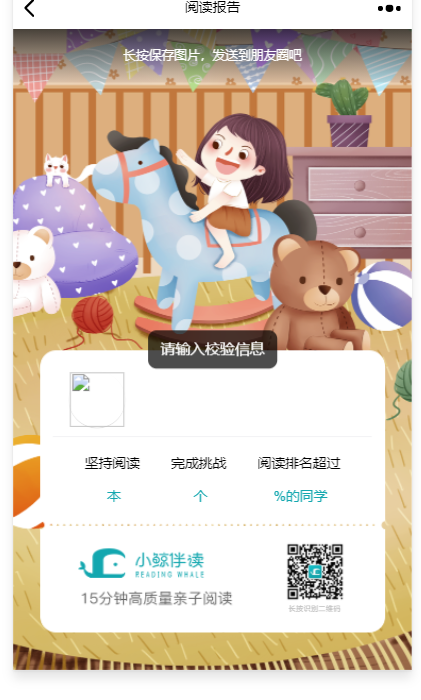 阅读报告
长按保存图片，发送到朋友圈吧
请输入校验信息
坚持阅读 完成挑战 阅读排名超过
本 个 %的同学
小鲸伴读
READING WHALE
15分钟高质量亲子阅读
长按识别二维码